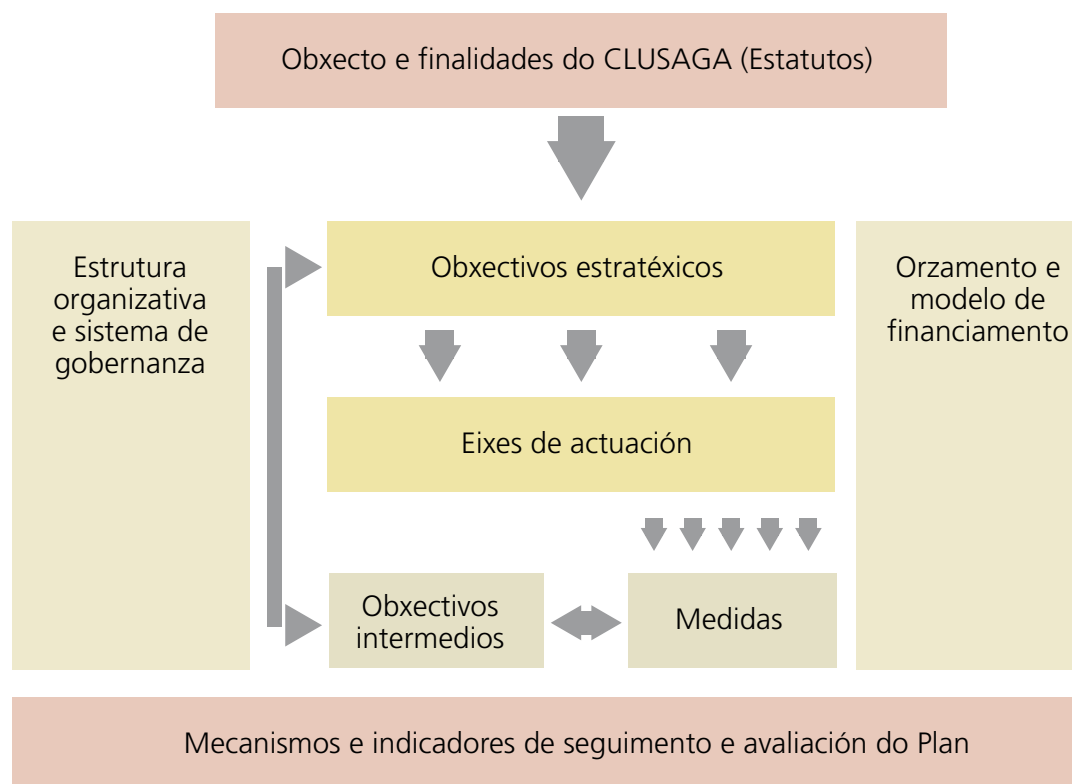 Obxecto e finalidades do CLUSAGA (Estatutos)
Estrutura
organizativa
e sistema de
gobernanza
Obxectivos estratéxicos
Eixes de actuación
Obxectivos
intermedios
Medidas
Orzamento e
modelo de
financiamento
Mecanismos e indicadores de seguimento e avaliación do Plan